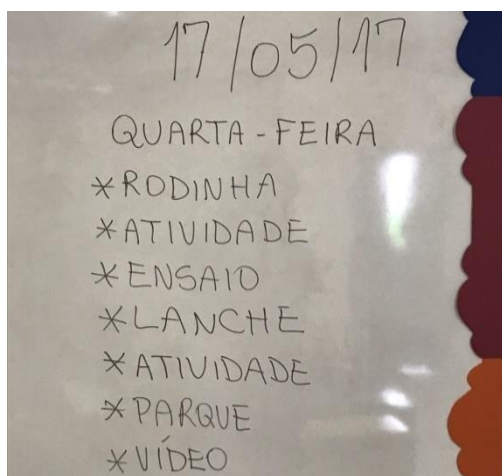 17/05/17
QUARTA-FEIRA
*RODINHA
*ATIVIDADE
*ENSAIO
*LANCHE
*ATIVIDADE
*PARQUE
*VÍDEO